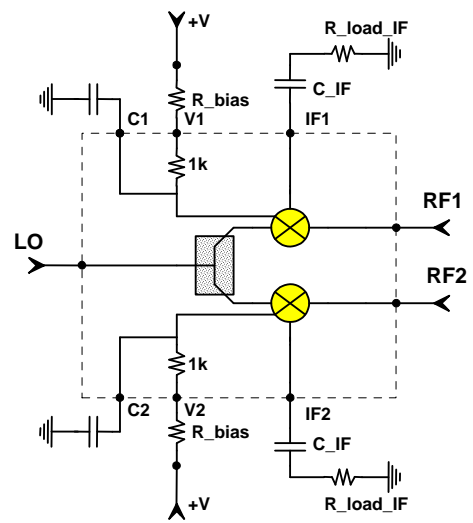 +V
R_load_IF
C_IF
R_bias
C1
V1
IF1
1k
RF1
LO
RF2
1k
C2
V2
IF2
R_bias
C_IF
+V
R_load_IF